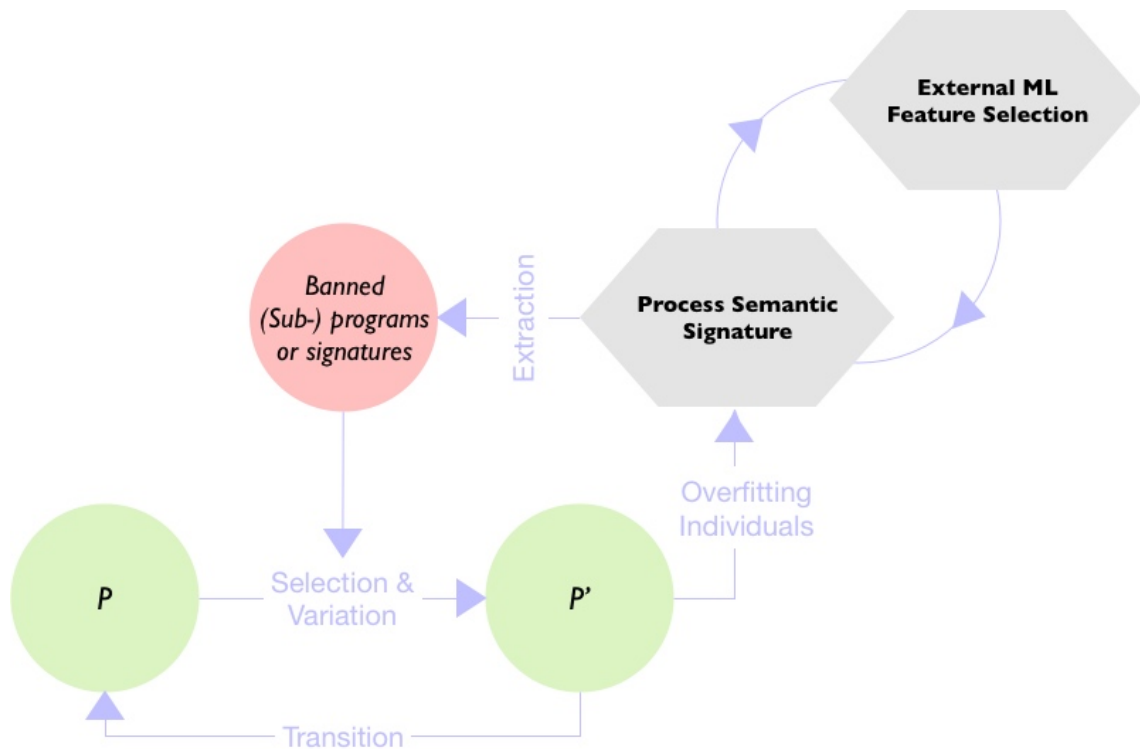 External ML
Feature Selection
Process Semantic
Signature
Banned
(Sub-) programs
or signatures
Extraction
Overfitting
Individuals
P
Selection &
Variation
P’
Transition